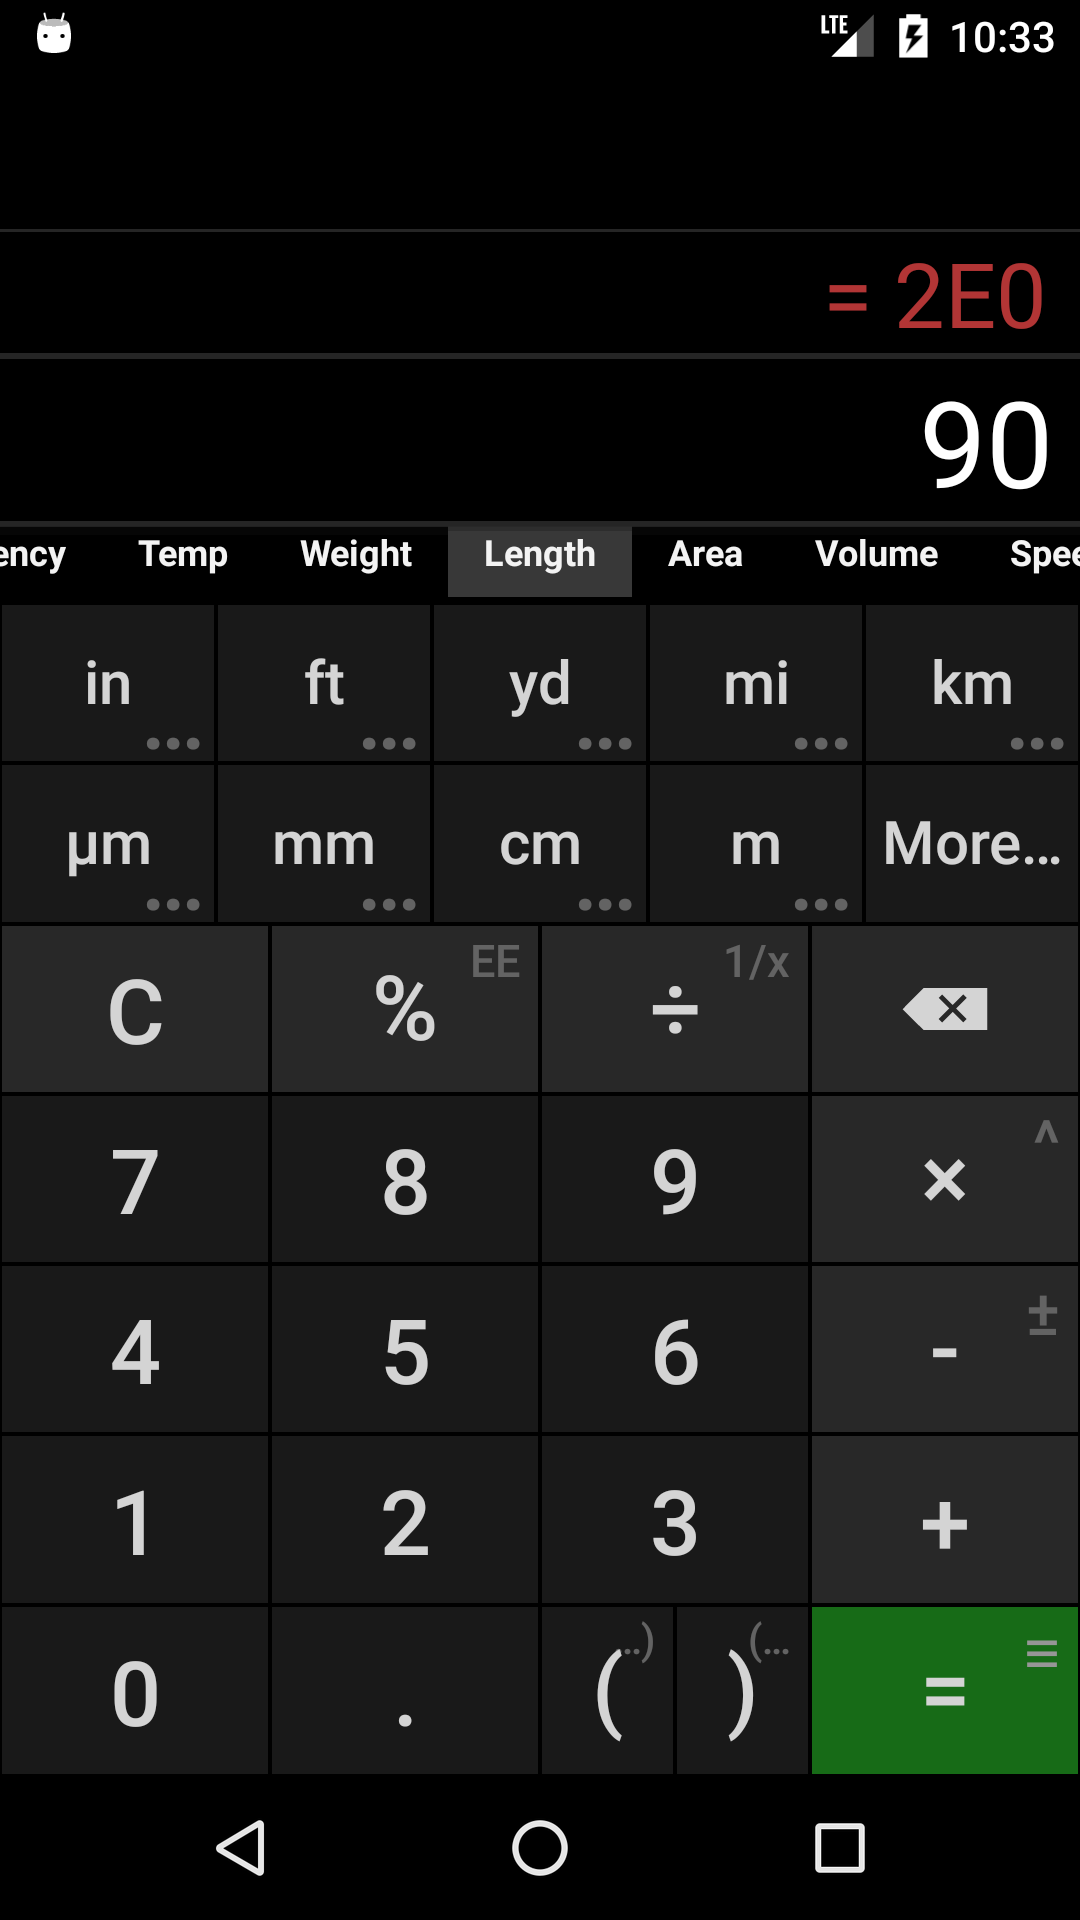 LTE 10:33
= 2E0
90
ency Temp Weight Length Area Volume Spee
in ft yd mi km
µm mm cm m More...
C % EE ÷ 1/x
7 8 9 × ^
4 5 6 - ±
1 2 3 +
0 . ( ..) ) (... =